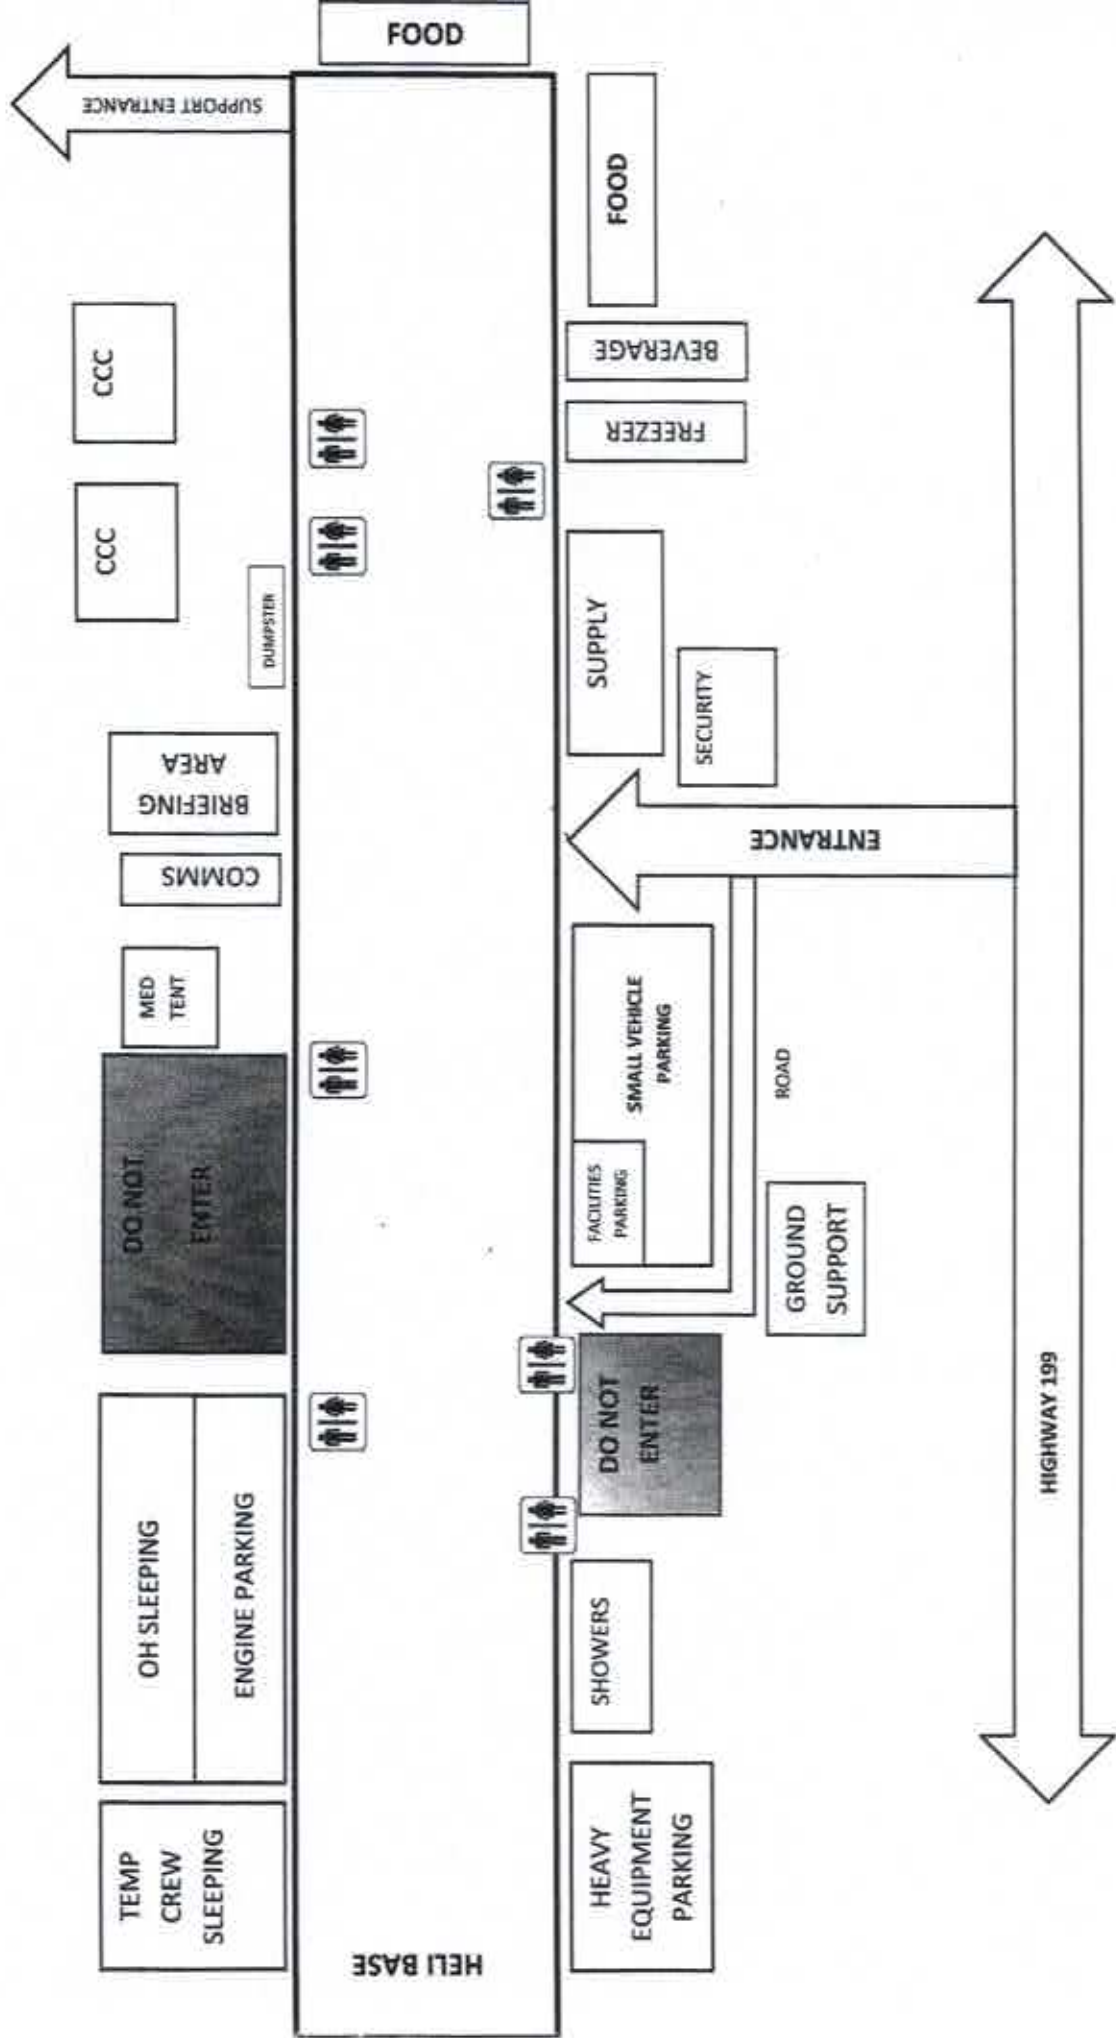 FOOD
SUPPORT ENTRANCE
FOOD
CCC
BEVERAGE
FREEZER
CCC
DUMPSTER
SUPPLY
SECURITY
BRIEFING
AREA
COMMS
ENTRANCE
MED
TENT
SMALL VEHICLE
PARKING
ROAD
DO NOT
ENTER
FACILITIES
PARKING
GROUND
SUPPORT
DO NOT
ENTER
HIGHWAY 199
OH SLEEPING
ENGINE PARKING
SHOWERS
TEMP
CREW
SLEEPING
HEAVY
EQUIPMENT
PARKING
HELI BASE